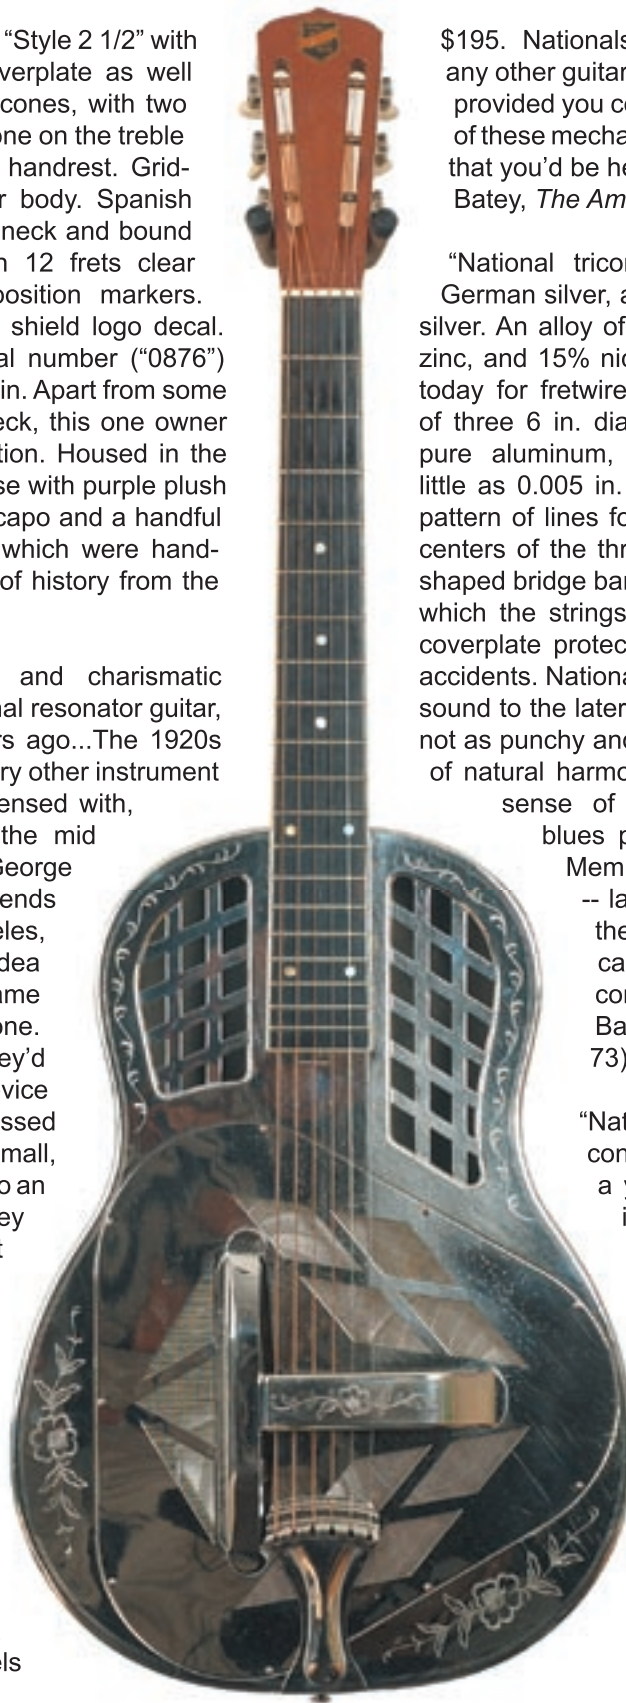 “Style 2 1/2” with
verplate as well
cones, with two
one on the treble
handrest. Grid-
r body. Spanish
neck and bound
n 12 frets clear
position markers.
shield logo decal.
al number (“0876”)
in. Apart from some
eck, this one owner
tion. Housed in the
se with purple plush
capo and a handful
which were hand-
of history from the
and charismatic
nal resonator guitar,
rs ago...The 1920s
ry other instrument
ensed with,
the mid
George
ends
eles,
dea
ame
one.
ey’d
evice
ssed
mall,
o an
ey
t
els
$195. Nationals
any other guitar
provided you co
of these mecha
that you’d be he
Batey, The Am
“National tricon
German silver, a
silver. An alloy of
zinc, and 15% nic
today for fretwire
of three 6 in. dia
pure aluminum,
little as 0.005 in.
pattern of lines fo
centers of the thr
shaped bridge bar
which the strings
coverplate protec
accidents. Nationa
sound to the later
not as punchy and
of natural harmo
sense of
blues p
Mem
-- la
the
ca
cor
Ba
73)
“Nat
con
a y
i